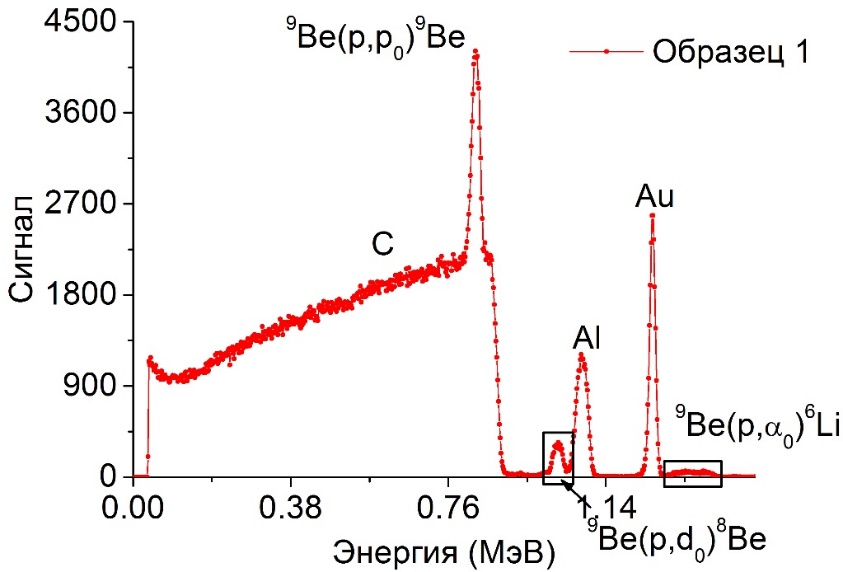 4500
3600
2700
1800
900
0
Сигнал
⁹Be(p,p₀)⁹Be
Образец 1
C
Au
Al
⁹Be(p,α₀)⁶Li
0.00
0.38
0.76
1.14
⁹Be(p,d₀)⁸Be
Энергия (МэВ)